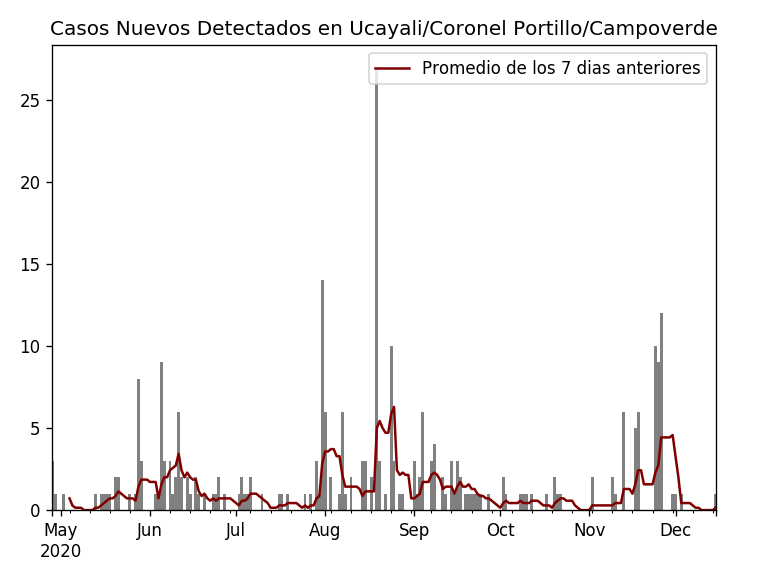 Casos Nuevos Detectados en Ucayali/Coronel Portillo/Campoverde
Promedio de los 7 dias anteriores
25
20
15
10
5
0
May Jun Jul Aug Sep Oct Nov Dec
2020